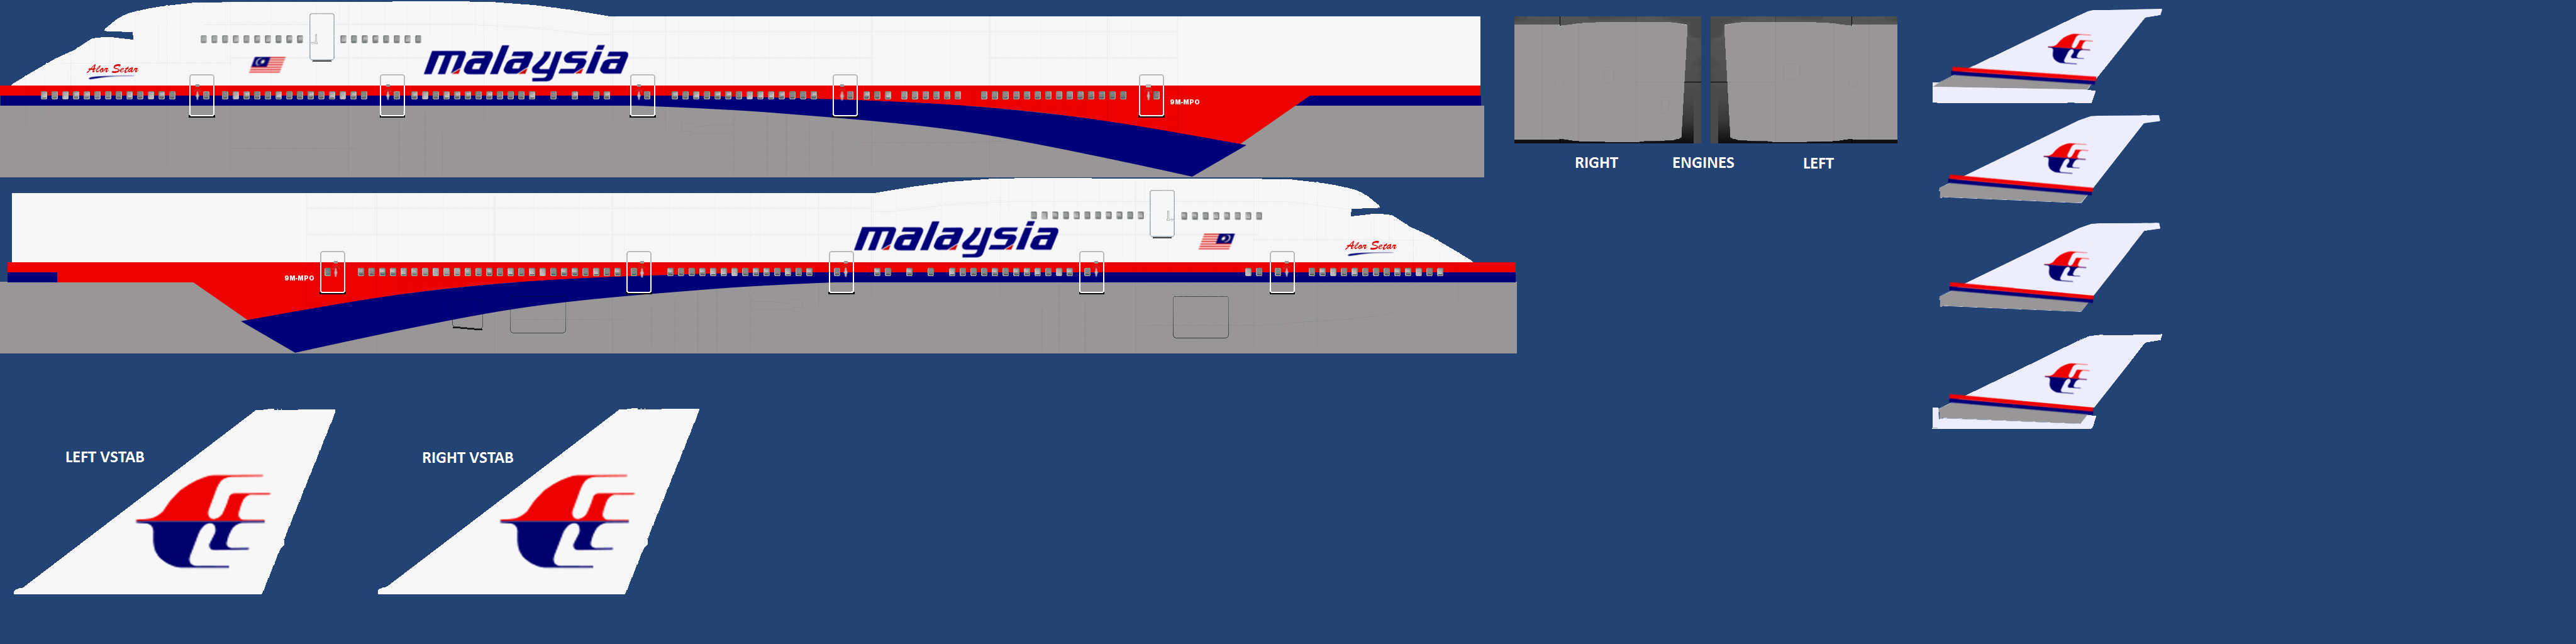 malaysia
Alor Setar
9M-MPO
RIGHT ENGINES LEFT
malaysia
Alor Setar
9M-MPO
LEFT VSTAB
RIGHT VSTAB